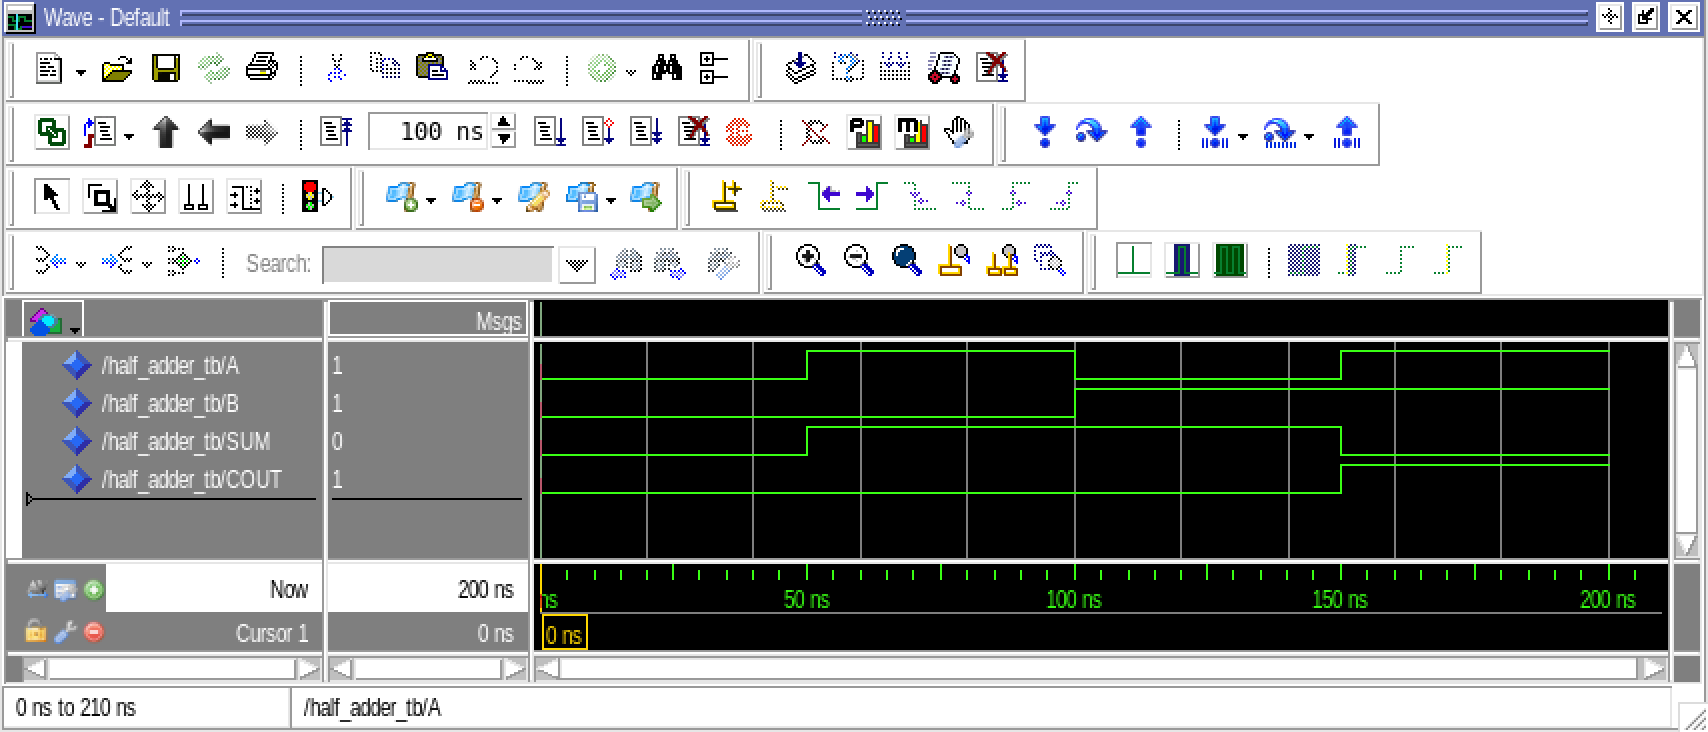 Wave - Default
100 ns
Search:
Msgs
/half_adder_tb/A 1
/half_adder_tb/B 1
/half_adder_tb/SUM 0
/half_adder_tb/COUT 1
Now 200 ns
ns 50 ns 100 ns 150 ns 200 ns
Cursor 1 0 ns 0 ns
0 ns to 210 ns /half_adder_tb/A